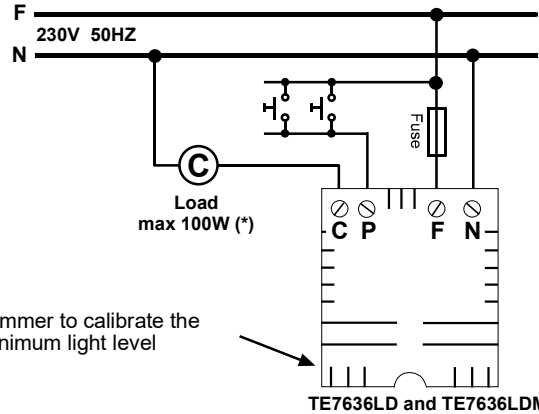 F
230V 50HZ
N
Fuse
C
Load
max 100W (*)
C P F N
mmer to calibrate the
nimum light level
TE7636LD and TE7636LDM